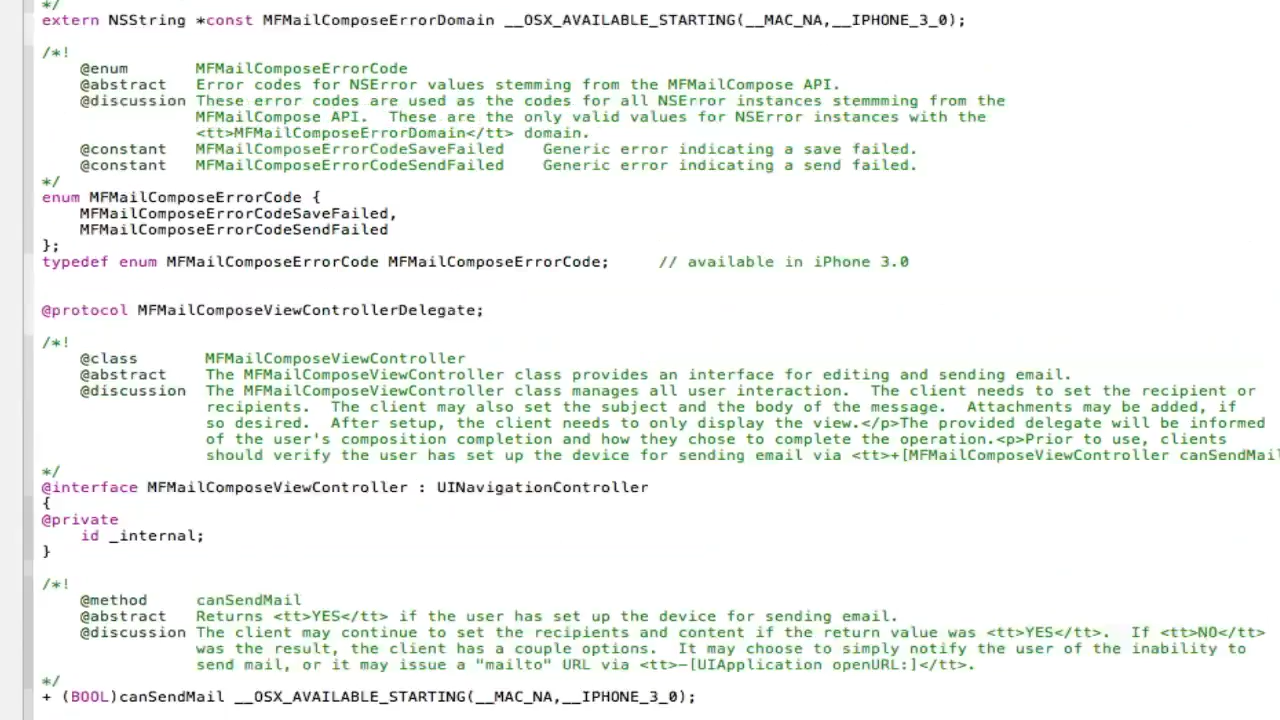 */
extern NSString *const MFMailComposeErrorDomain __OSX_AVAILABLE_STARTING(__MAC_NA,__IPHONE_3_0);
/*!
@enum MFMailComposeErrorCode
@abstract Error codes for NSError values stemming from the MFMailCompose API.
@discussion These error codes are used as the codes for all NSError instances stemmming from the
MFMailCompose API. These are the only valid values for NSError instances with the
<tt>MFMailComposeErrorDomain</tt> domain.
@constant MFMailComposeErrorCodeSaveFailed Generic error indicating a save failed.
@constant MFMailComposeErrorCodeSendFailed Generic error indicating a send failed.
*/
enum MFMailComposeErrorCode {
MFMailComposeErrorCodeSaveFailed,
MFMailComposeErrorCodeSendFailed
};
typedef enum MFMailComposeErrorCode MFMailComposeErrorCode; // available in iPhone 3.0
@protocol MFMailComposeViewControllerDelegate;
/*!
@class MFMailComposeViewController
@abstract The MFMailComposeViewController class provides an interface for editing and sending email.
@discussion The MFMailComposeViewController class manages all user interaction. The client needs to set the recipient or
recipients. The client may also set the subject and the body of the message. Attachments may be added, if
so desired. After setup, the client needs to only display the view.</p>The provided delegate will be informed
of the user's composition completion and how they chose to complete the operation.<p>Prior to use, clients
should verify the user has set up the device for sending email via <tt>+[MFMailComposeViewController canSendMail
*/
@interface MFMailComposeViewController : UINavigationController
{
@private
id _internal;
}
/*!
@method canSendMail
@abstract Returns <tt>YES</tt> if the user has set up the device for sending email.
@discussion The client may continue to set the recipients and content if the return value was <tt>YES</tt>. If <tt>NO</tt>
was the result, the client has a couple options. It may choose to simply notify the user of the inability to
send mail, or it may issue a "mailto" URL via <tt>-[UIApplication openURL:]</tt>.
*/
+ (BOOL)canSendMail __OSX_AVAILABLE_STARTING(__MAC_NA,__IPHONE_3_0);